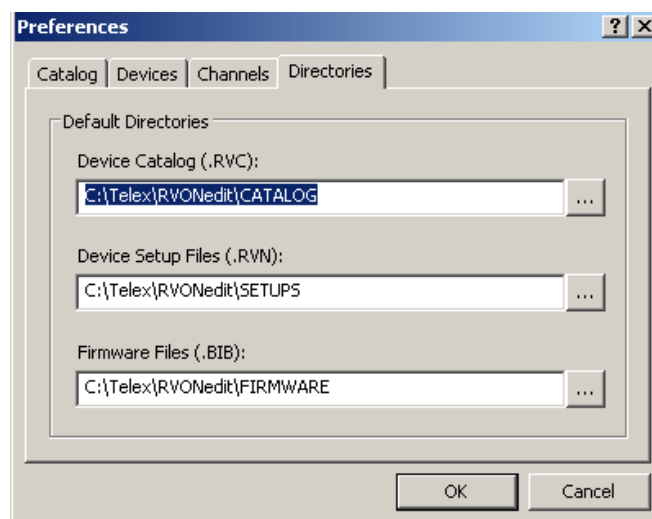 Preferences
Catalog Devices Channels Directories
Default Directories
Device Catalog (.RVC):
C:\Telex\RVONedit\CATALOG
...
Device Setup Files (.RVN):
C:\Telex\RVONedit\SETUPS
...
Firmware Files (.BIB):
C:\Telex\RVONedit\FIRMWARE
...
OK Cancel